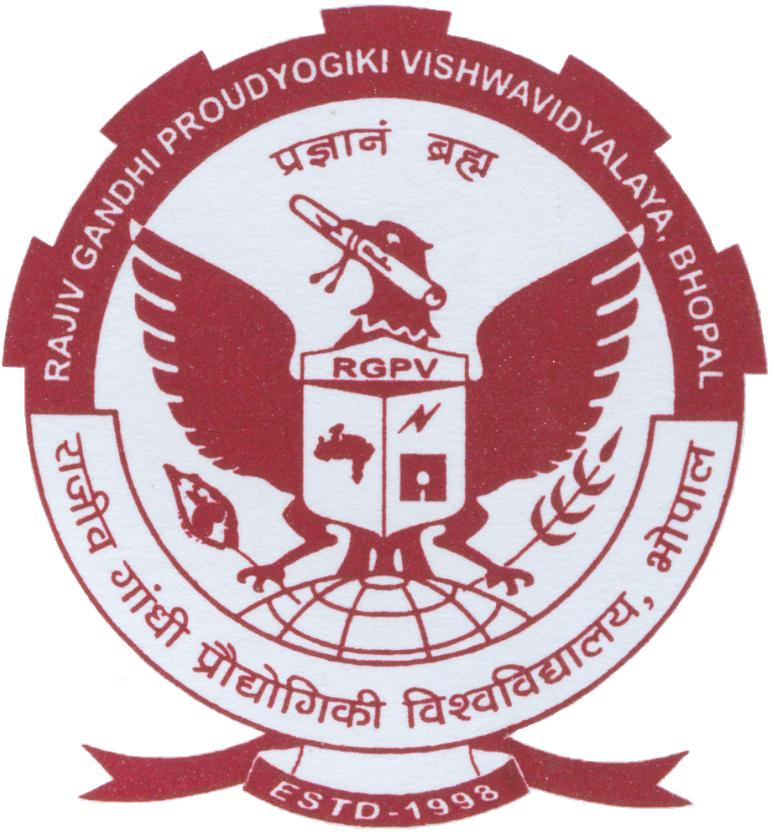 RAJIV GANDHI PROUDYOGIKI VISHWAVIDYALAYA, BHOPAL
प्रज्ञानं ब्रह्म
RGPV
राजीव गांधी प्रौद्योगिकी विश्वविद्यालय, भोपाल
ESTD-1998